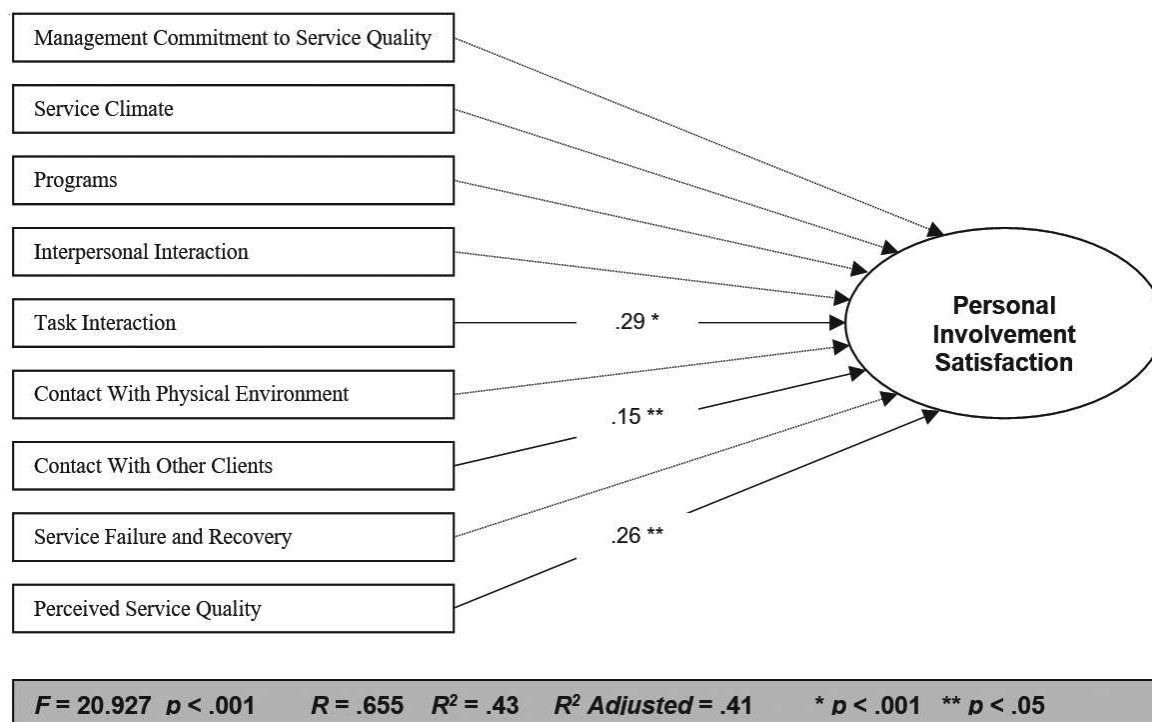 Management Commitment to Service Quality
Service Climate
Programs
Interpersonal Interaction
Task Interaction
.29 *
Contact With Physical Environment
.15 **
Contact With Other Clients
Service Failure and Recovery
.26 **
Perceived Service Quality
Personal
Involvement
Satisfaction
F = 20.927 p < .001 R = .655 R² = .43 R² Adjusted = .41 * p < .001 ** p < .05